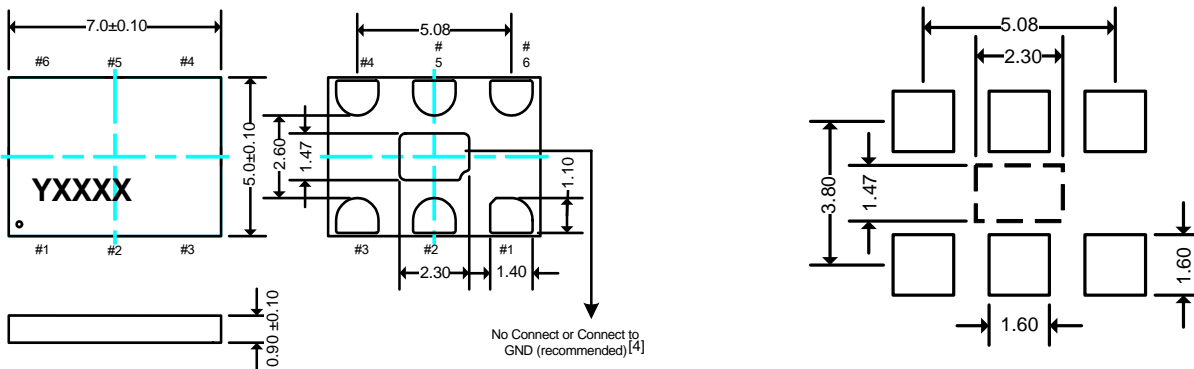 7.0±0.10
#6 #5 #4
5.0±0.10
YXXXX
#1 #2 #3
0.90 ±0.10
5.08
#4 # 5 # 6
2.60
1.47
1.10
#3 #2 #1
2.30 1.40
No Connect or Connect to
GND (recommended)[4]
5.08
2.30
3.80
1.47
1.60
1.60